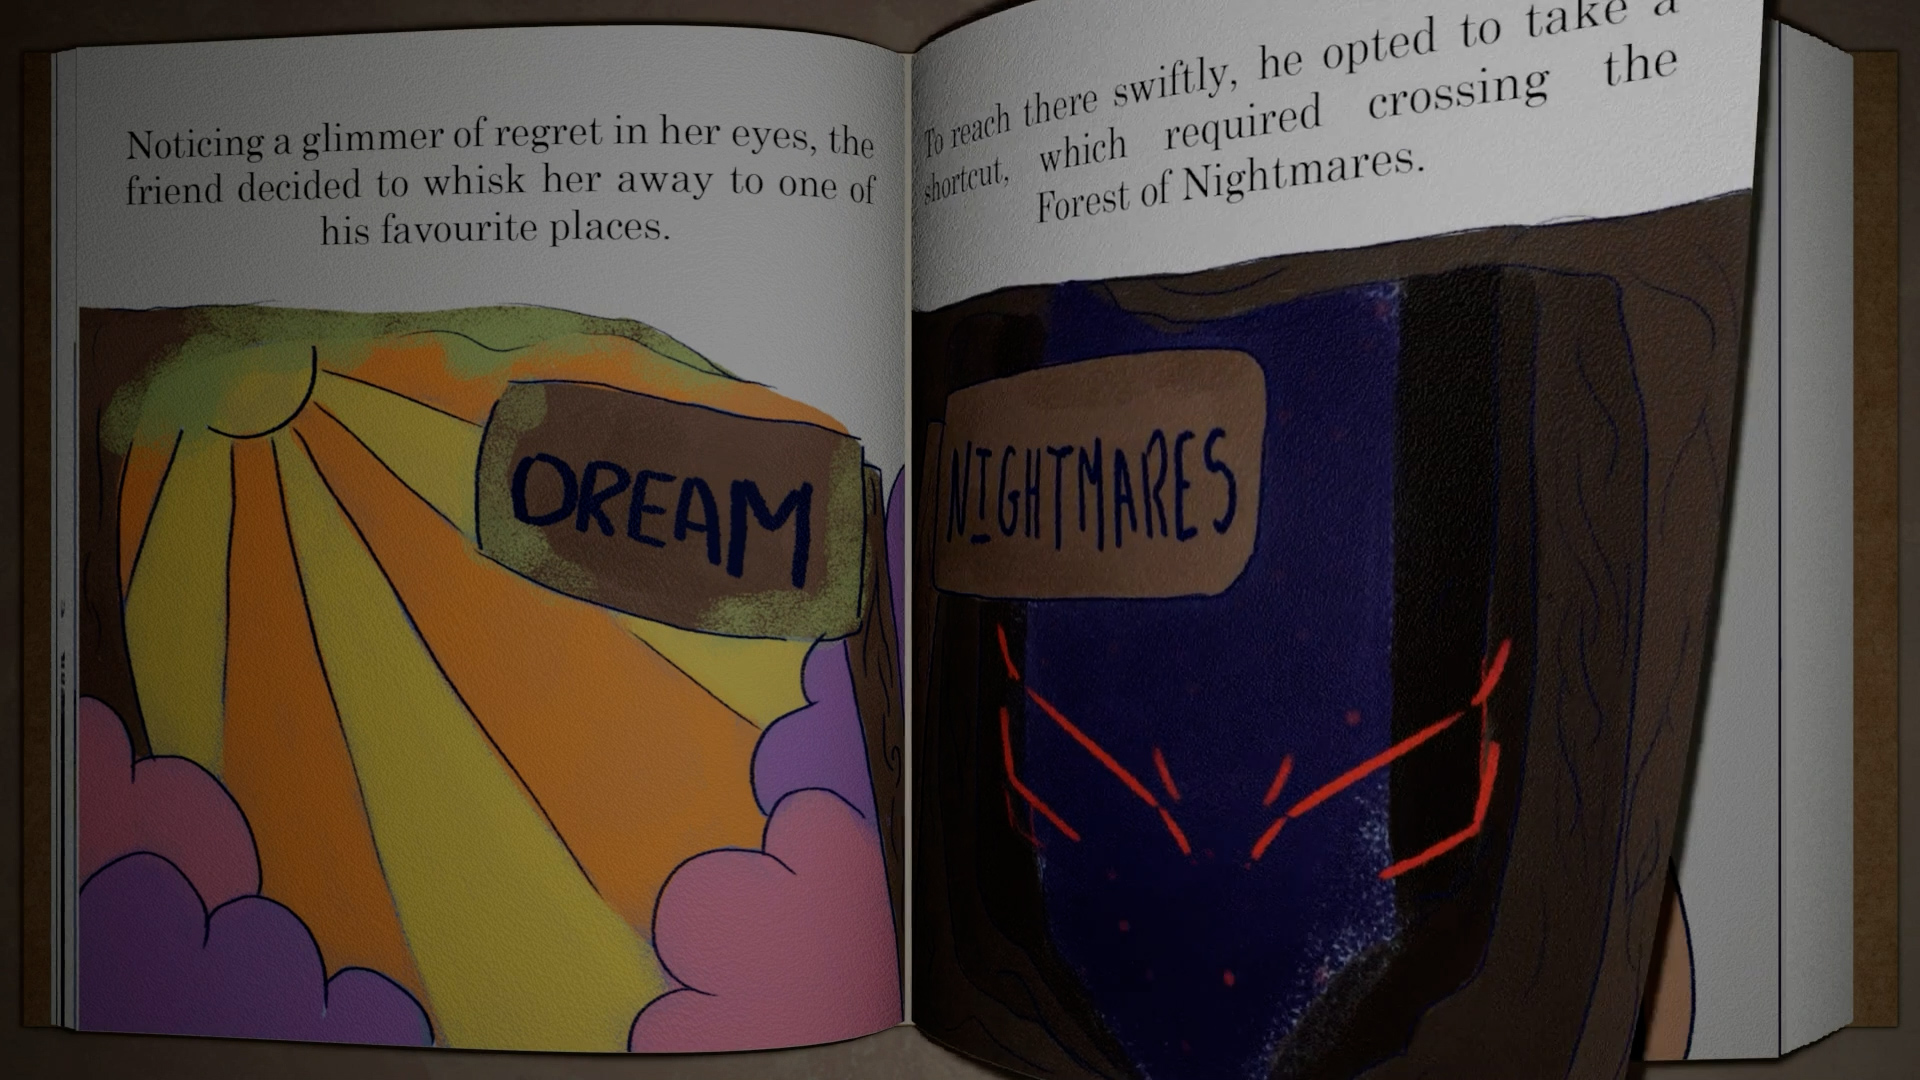 Noticing a glimmer of regret in her eyes, the
friend decided to whisk her away to one of
his favourite places.
DREAM
To reach there swiftly, he opted to take a
shortcut, which required crossing the
Forest of Nightmares.
NIGHTMARES